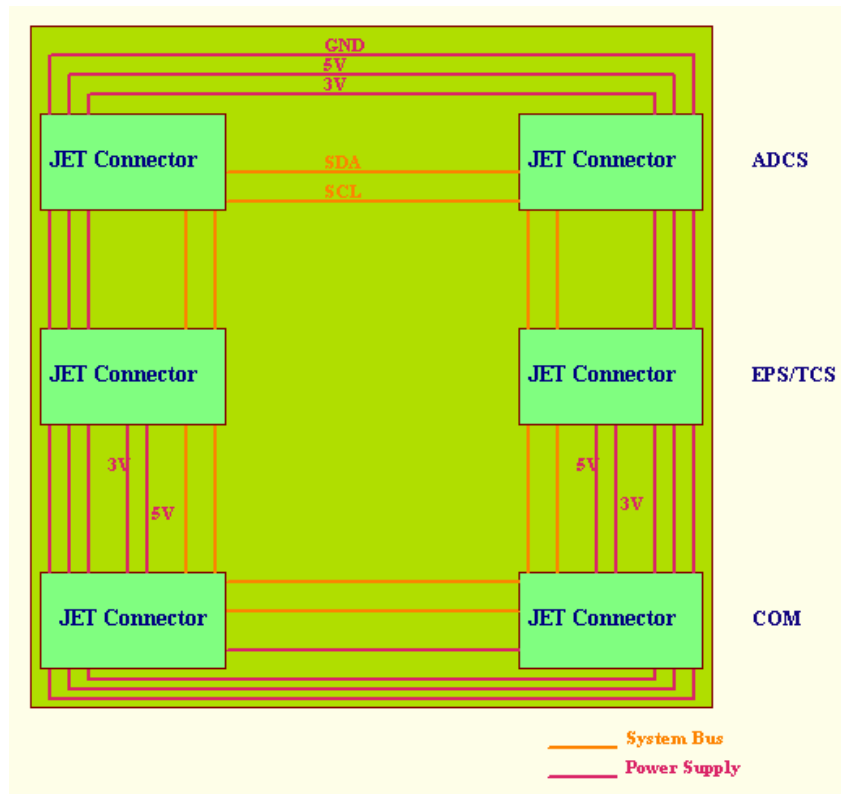 GND
5V
3V
JET Connector
JET Connector
ADCS
SDA
SCL
JET Connector
JET Connector
EPS/TCS
3V
5V
5V
3V
JET Connector
JET Connector
COM
System Bus
Power Supply